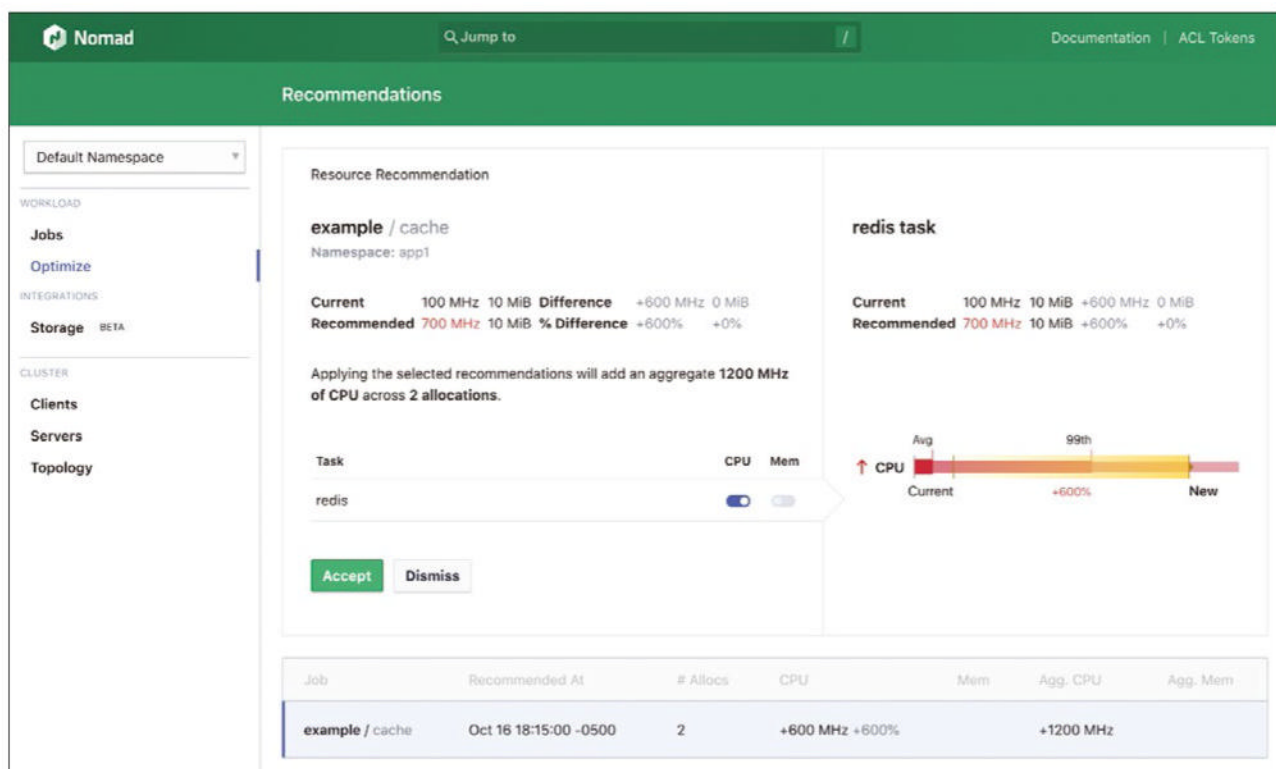 Nomad
Jump to
/
Documentation | ACL Tokens
Recommendations
Default Namespace
WORKLOAD
Jobs
Optimize
INTEGRATIONS
Storage BETA
CLUSTER
Clients
Servers
Topology
Resource Recommendation
example / cache
Namespace: app1
Current 100 MHz 10 MiB Difference +600 MHz 0 MiB
Recommended 700 MHz 10 MiB % Difference +600% +0%
Applying the selected recommendations will add an aggregate 1200 MHz
of CPU across 2 allocations.
Task CPU Mem
redis
Accept Dismiss
redis task
Current 100 MHz 10 MiB +600 MHz 0 MiB
Recommended 700 MHz 10 MiB +600% +0%
Avg 99th
↑ CPU
Current +600% New
Job Recommended At # Allocs CPU Mem Agg. CPU Agg. Mem
example / cache Oct 16 18:15:00 -0500 2 +600 MHz +600% +1200 MHz